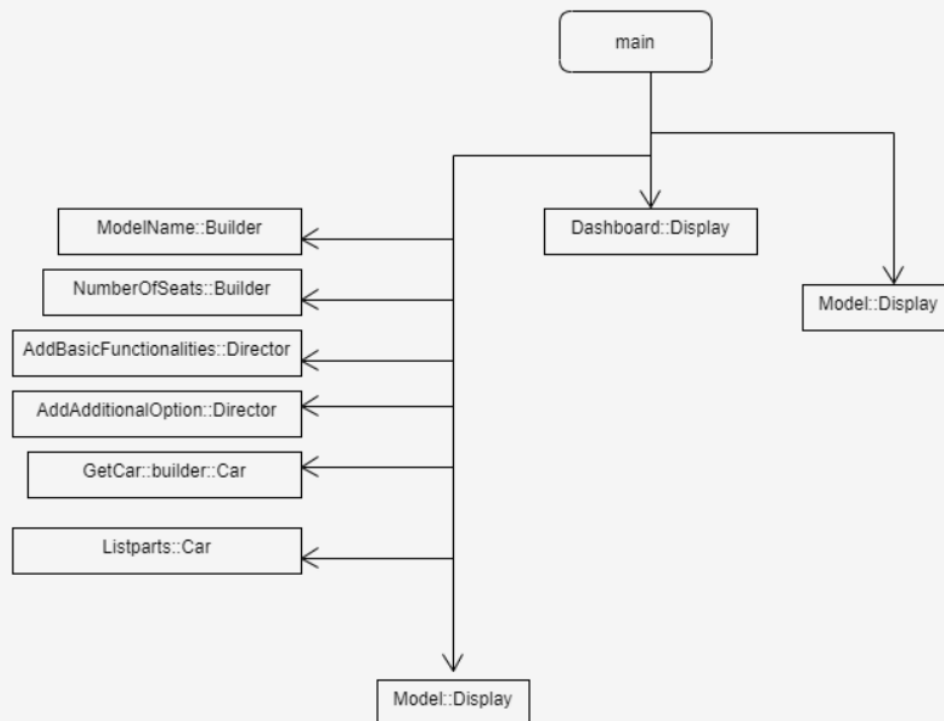 main
ModelName::Builder
Dashboard::Display
NumberOfSeats::Builder
Model::Display
AddBasicFunctionalities::Director
AddAdditionalOption::Director
GetCar::builder::Car
Listparts::Car
Model::Display